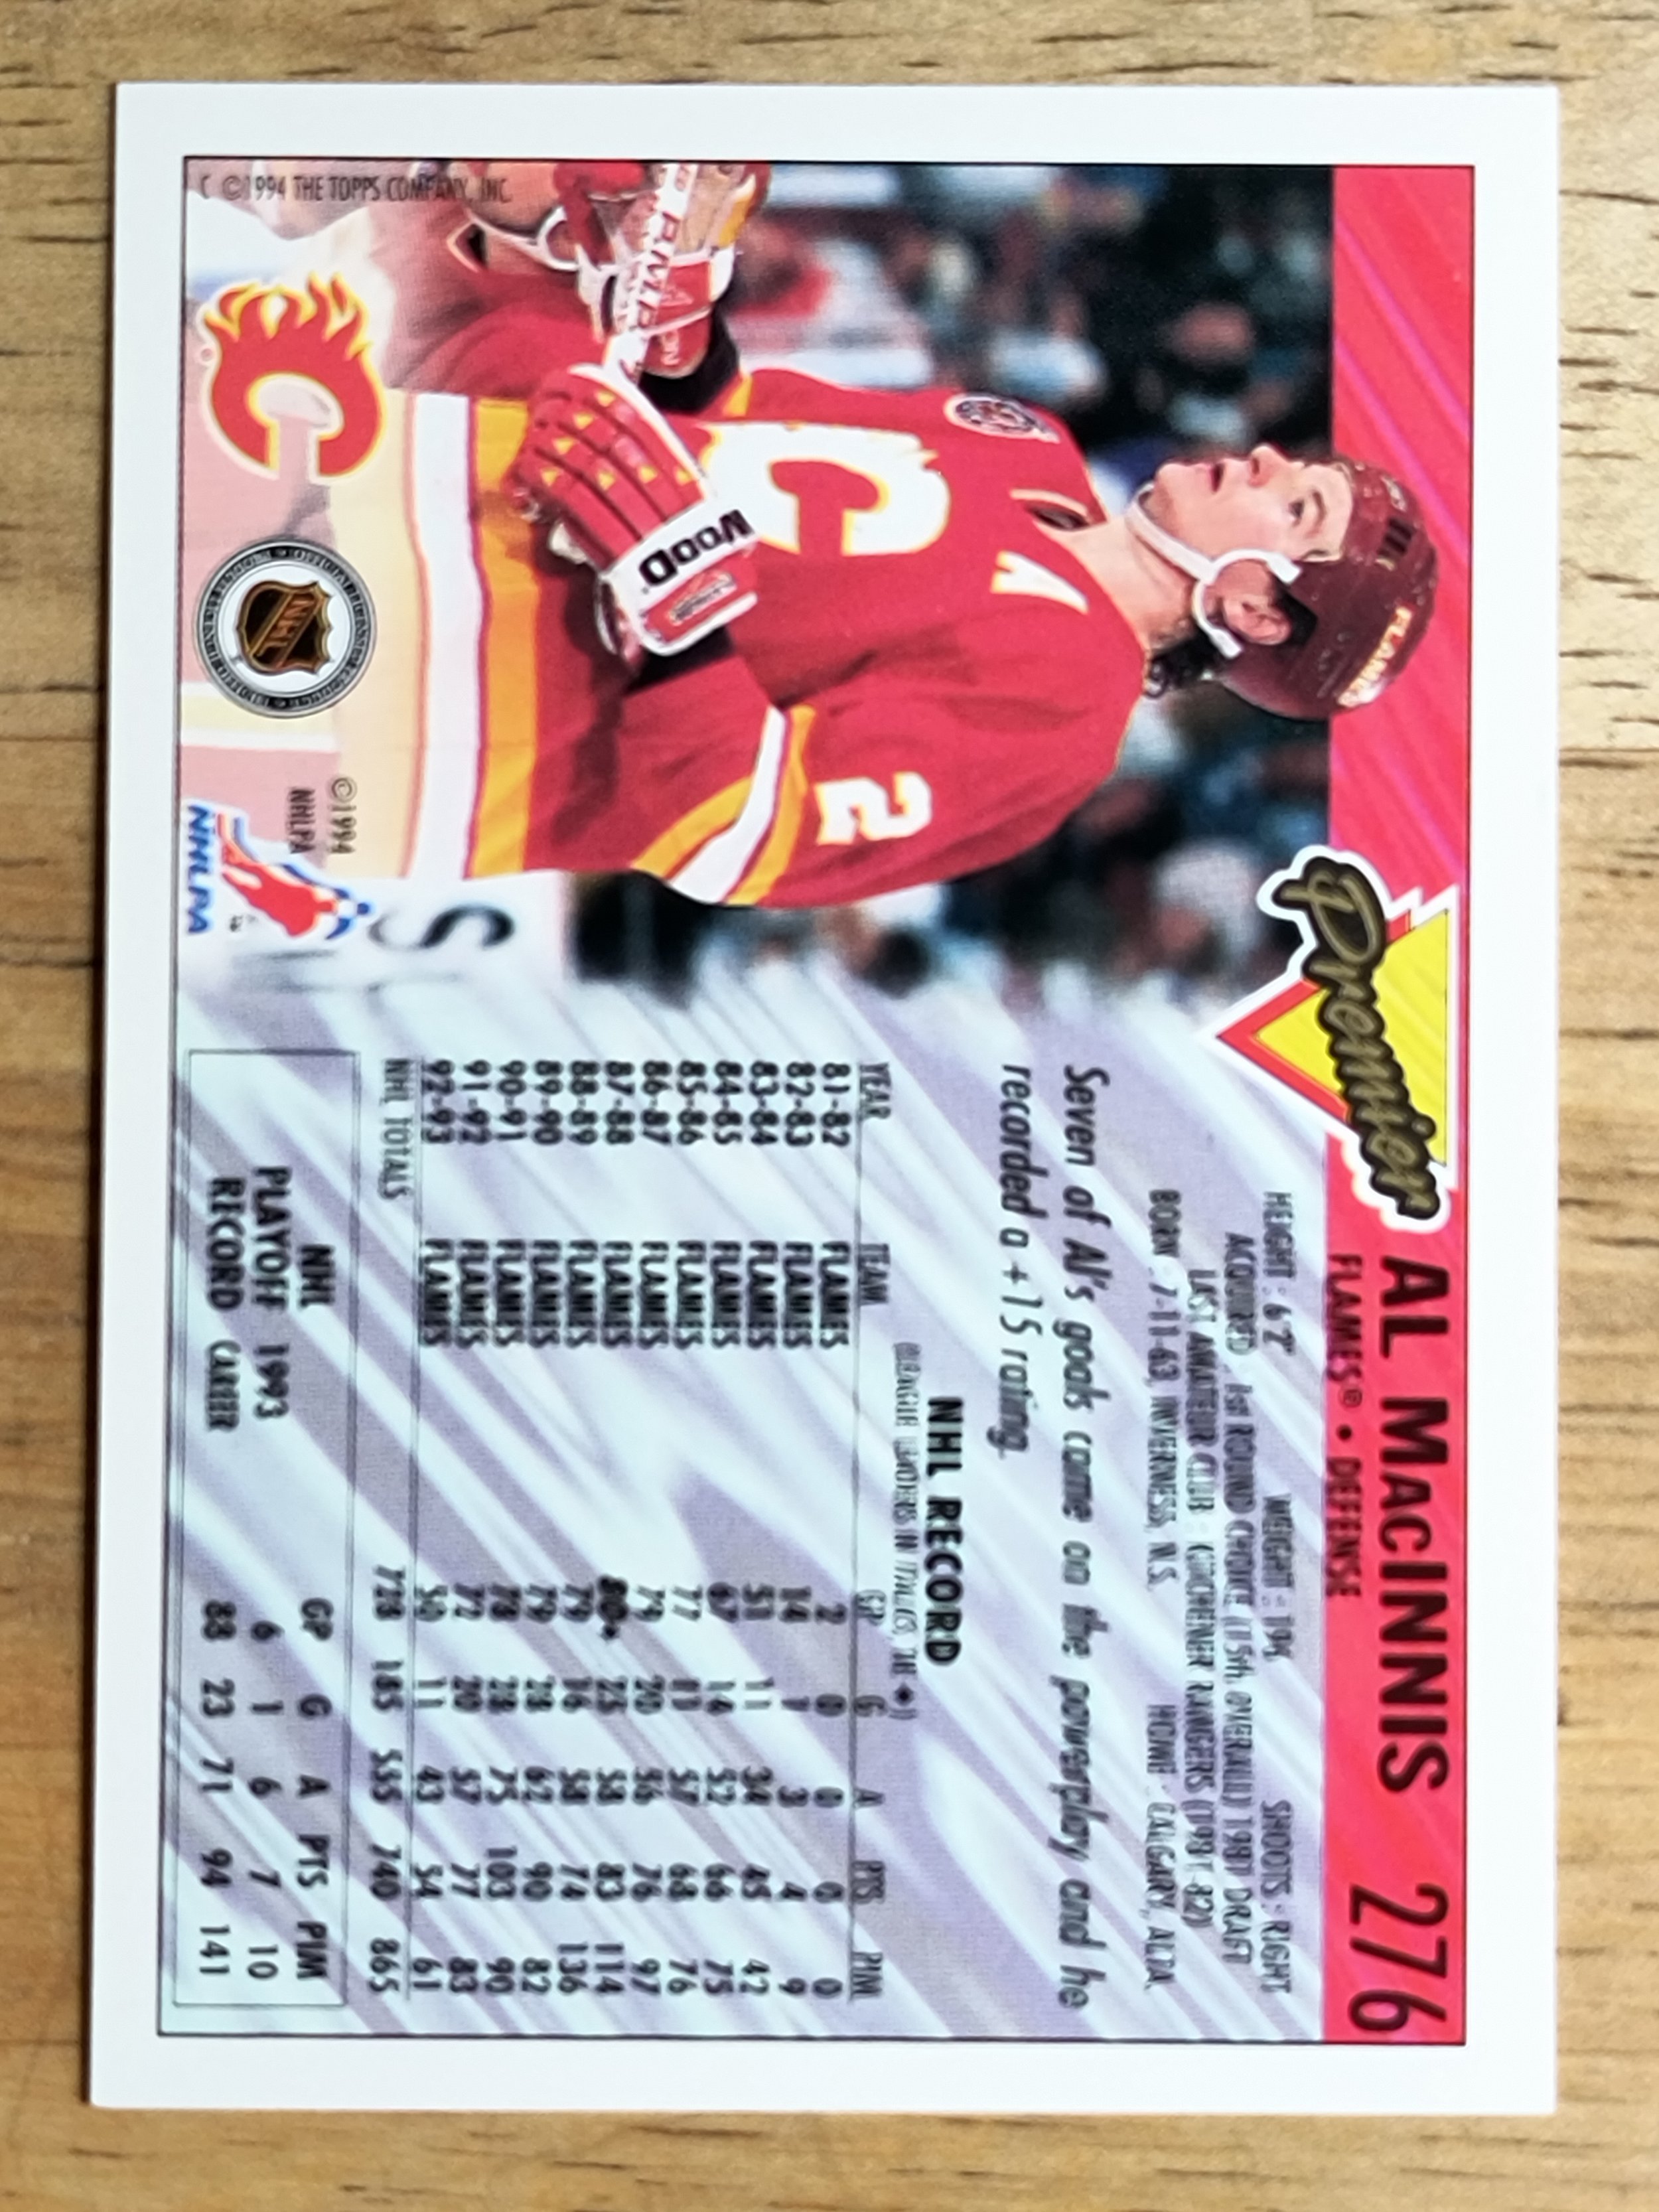 Premier
AL MACINNIS 276
FLAMES® • DEFENSE
HEIGHT: 6'2" WEIGHT: 196 SHOOTS: RIGHT
ACQUIRED: 1st ROUND CHOICE (15th OVERALL) 1981 DRAFT
LAST AMATEUR CLUB: KITCHENER RANGERS (1981-82)
BORN: 7-11-63, INVERNESS, N.S. HOME: CALGARY, ALTA.
Seven of Al's goals came on the powerplay and he
recorded a +15 rating.
NHL RECORD
(LEAGUE LEADERS IN ITALICS, TIE ♦)
YEAR TEAM GP G A PTS PIM
81-82 FLAMES 2 0 0 0 0
82-83 FLAMES 14 1 3 4 9
83-84 FLAMES 51 11 34 45 42
84-85 FLAMES 67 14 52 66 75
85-86 FLAMES 77 11 57 68 76
86-87 FLAMES 79 20 56 76 97
87-88 FLAMES 80♦ 25 58 83 114
88-89 FLAMES 79 16 58 74 136
89-90 FLAMES 79 28 62 90 82
90-91 FLAMES 78 28 75 103 90
91-92 FLAMES 72 20 57 77 83
92-93 FLAMES 50 11 43 54 61
NHL TOTALS 728 185 555 740 865
NHL GP G A PTS PIM
PLAYOFF 1993 6 1 6 7 10
RECORD CAREER 88 23 71 94 141
FLAMES
A
C
2
WOOD
S
C
NHL
©1994
NHLPA
NHLPA
C ©1994 THE TOPPS COMPANY, INC.